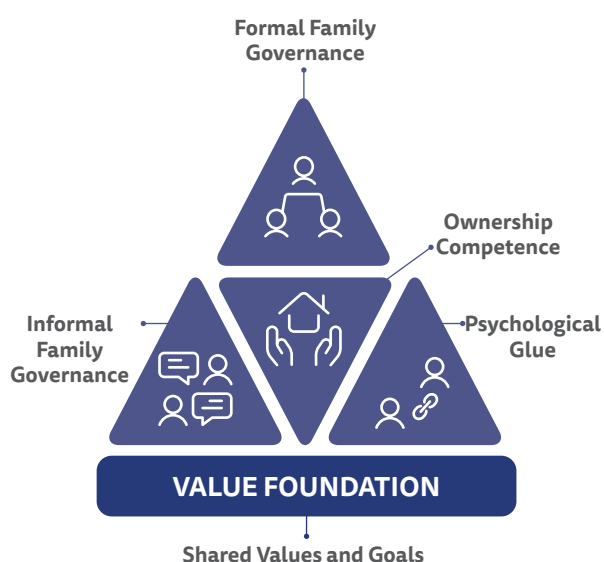 Formal Family
Governance
Ownership
Competence
Informal
Family
Governance
Psychological
Glue
VALUE FOUNDATION
Shared Values and Goals